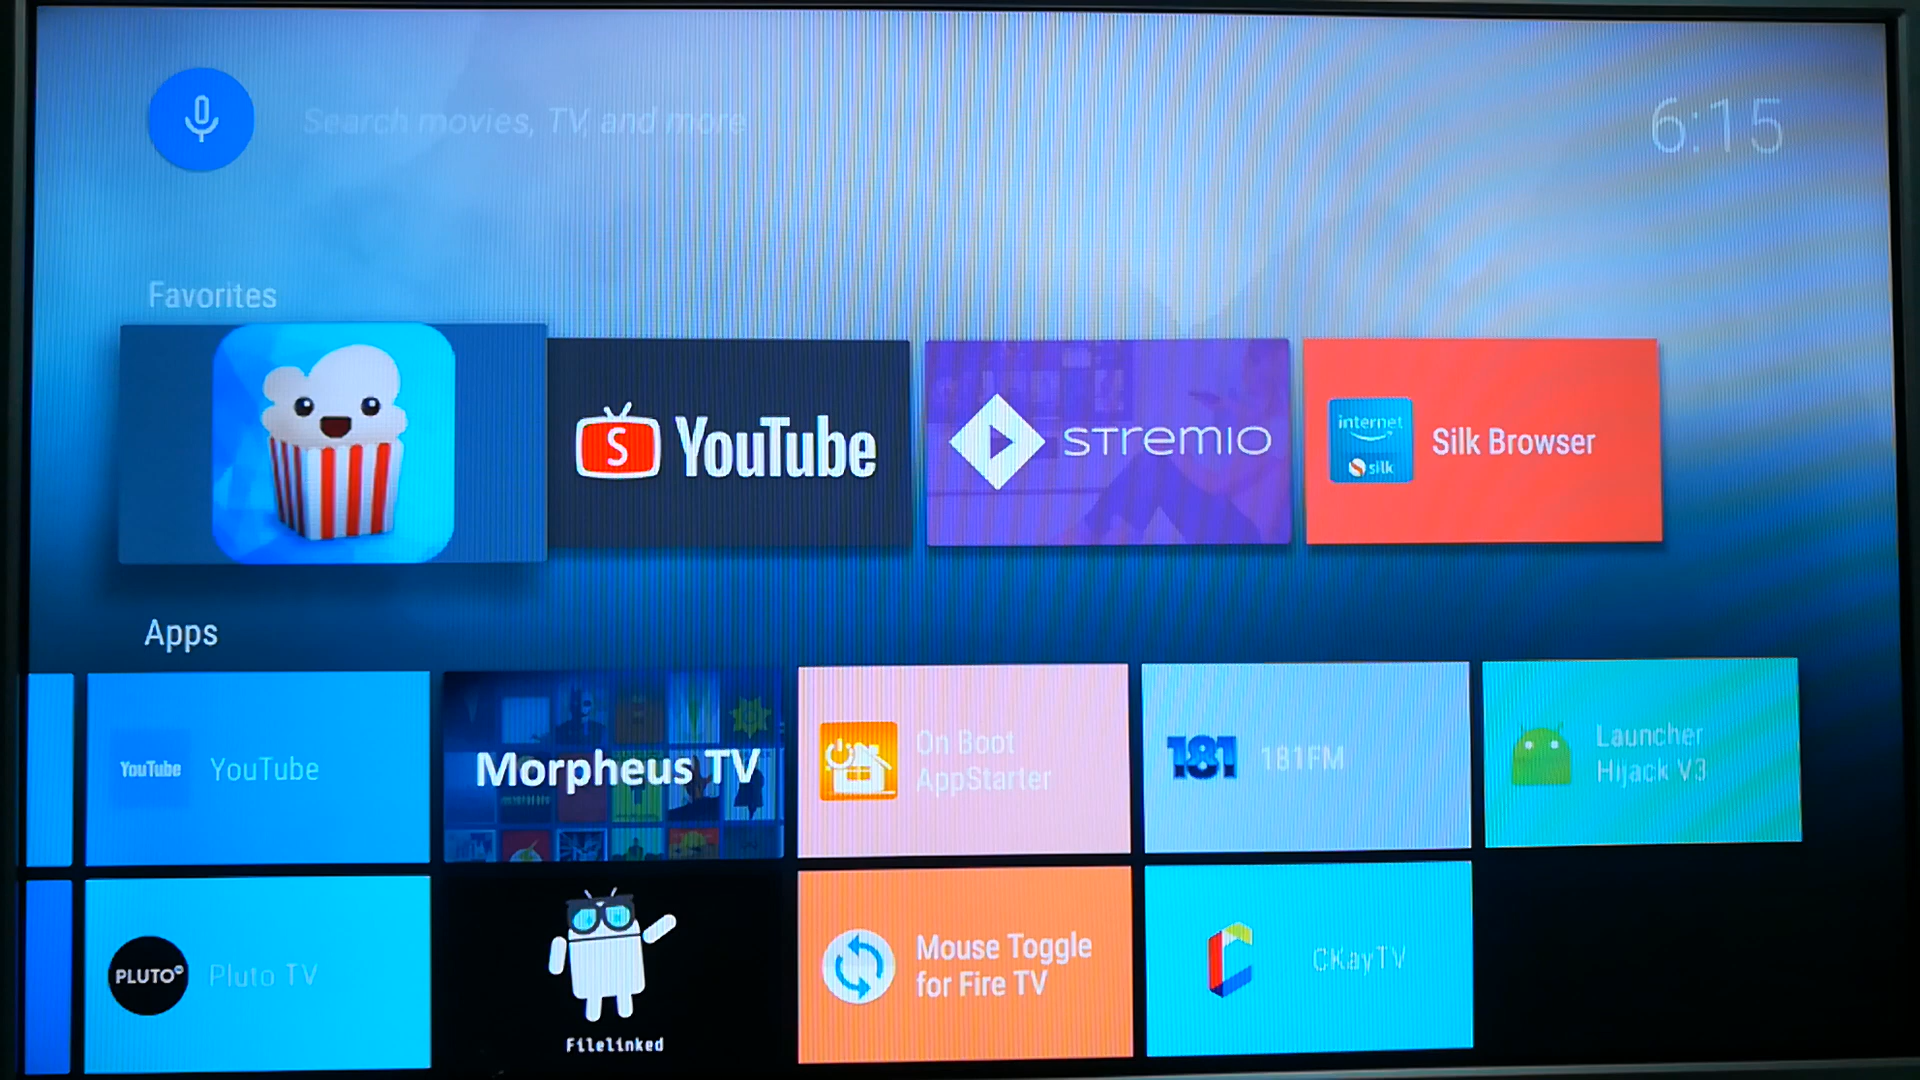 Search movies, TV, and more
6:15
Favorites
S YouTube
STremIO
internet
silk
Silk Browser
Apps
YouTube
YouTube
Morpheus TV
On Boot
AppStarter
181
181FM
Launcher
Hijack V3
PLUTO TV
Pluto TV
Filelinked
Mouse Toggle
for Fire TV
CKayTV